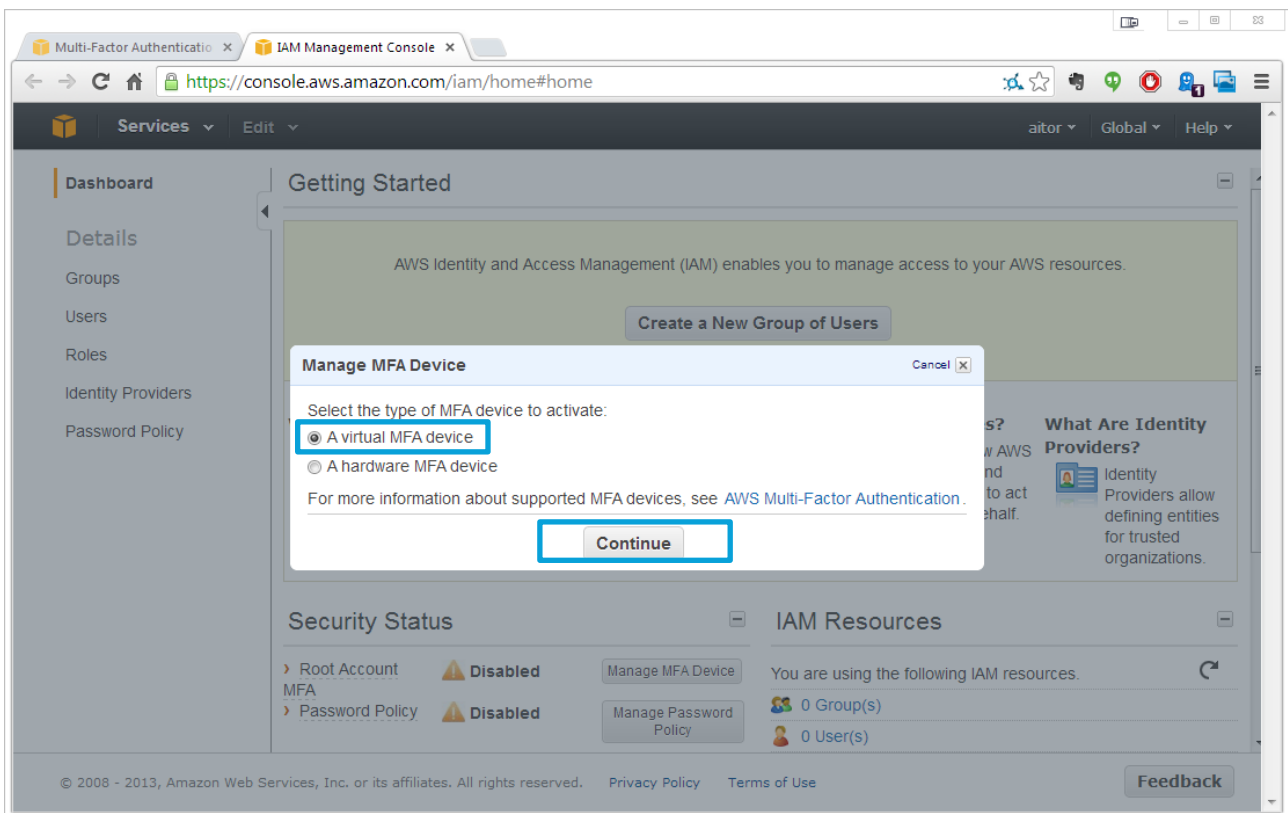 Multi-Factor Authenticatio
IAM Management Console
https://console.aws.amazon.com/iam/home#home
1
Services
Edit
aitor
Global
Help
Dashboard
Details
Groups
Users
Roles
Identity Providers
Password Policy
Getting Started
AWS Identity and Access Management (IAM) enables you to manage access to your AWS resources.
Create a New Group of Users
Manage MFA Device
Cancel
Select the type of MFA device to activate:
A virtual MFA device
A hardware MFA device
For more information about supported MFA devices, see AWS Multi-Factor Authentication.
Continue
s?
AWS
nd
to act
ehalf.
What Are Identity
Providers?
Identity
Providers allow
defining entities
for trusted
organizations.
Security Status
Root Account
MFA
Disabled
Manage MFA Device
Password Policy
Disabled
Manage Password
Policy
IAM Resources
You are using the following IAM resources.
0 Group(s)
0 User(s)
© 2008 - 2013, Amazon Web Services, Inc. or its affiliates. All rights reserved.
Privacy Policy
Terms of Use
Feedback